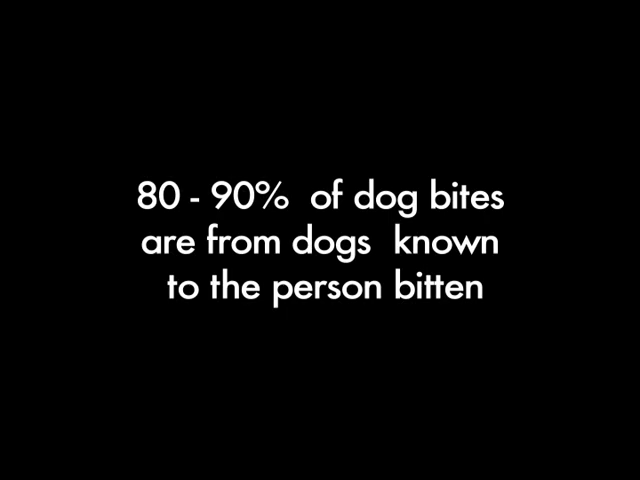 80 - 90%  of dog bites
are from dogs  known
to the person bitten